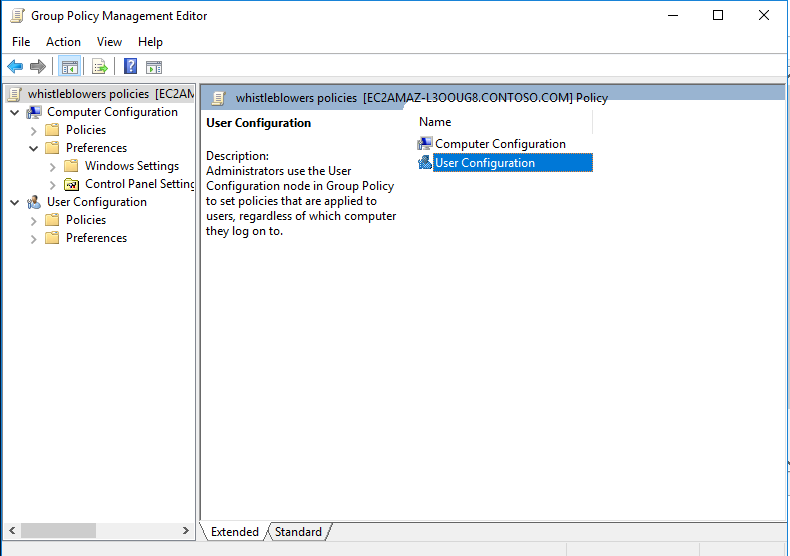 Group Policy Management Editor
File Action View Help
whistleblowers policies [EC2AM
Computer Configuration
Policies
Preferences
Windows Settings
Control Panel Setting
User Configuration
Policies
Preferences
whistleblowers policies [EC2AMAZ-L3OOUG8.CONTOSO.COM] Policy
User Configuration
Description:
Administrators use the User
Configuration node in Group Policy
to set policies that are applied to
users, regardless of which computer
they log on to.
Name
Computer Configuration
User Configuration
Extended Standard